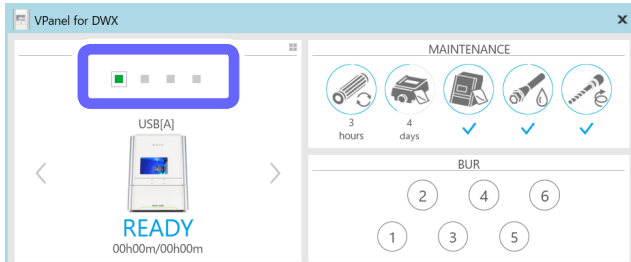 VPanel for DWX
USB[A]
READY
00h00m/00h00m
MAINTENANCE
3
hours
4
days
BUR
2 4 6
1 3 5